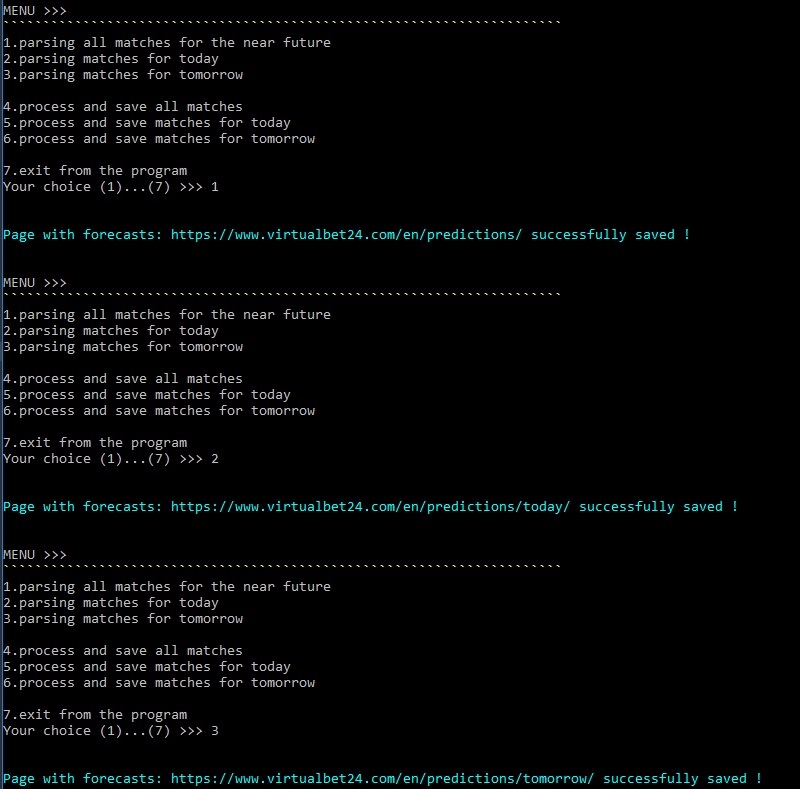 MENU >>>
``````````````````````````````````````````````````````````````````````
1.parsing all matches for the near future
2.parsing matches for today
3.parsing matches for tomorrow
4.process and save all matches
5.process and save matches for today
6.process and save matches for tomorrow
7.exit from the program
Your choice (1)...(7) >>> 1
Page with forecasts: https://www.virtualbet24.com/en/predictions/ successfully saved !
MENU >>>
``````````````````````````````````````````````````````````````````````
1.parsing all matches for the near future
2.parsing matches for today
3.parsing matches for tomorrow
4.process and save all matches
5.process and save matches for today
6.process and save matches for tomorrow
7.exit from the program
Your choice (1)...(7) >>> 2
Page with forecasts: https://www.virtualbet24.com/en/predictions/today/ successfully saved !
MENU >>>
``````````````````````````````````````````````````````````````````````
1.parsing all matches for the near future
2.parsing matches for today
3.parsing matches for tomorrow
4.process and save all matches
5.process and save matches for today
6.process and save matches for tomorrow
7.exit from the program
Your choice (1)...(7) >>> 3
Page with forecasts: https://www.virtualbet24.com/en/predictions/tomorrow/ successfully saved !